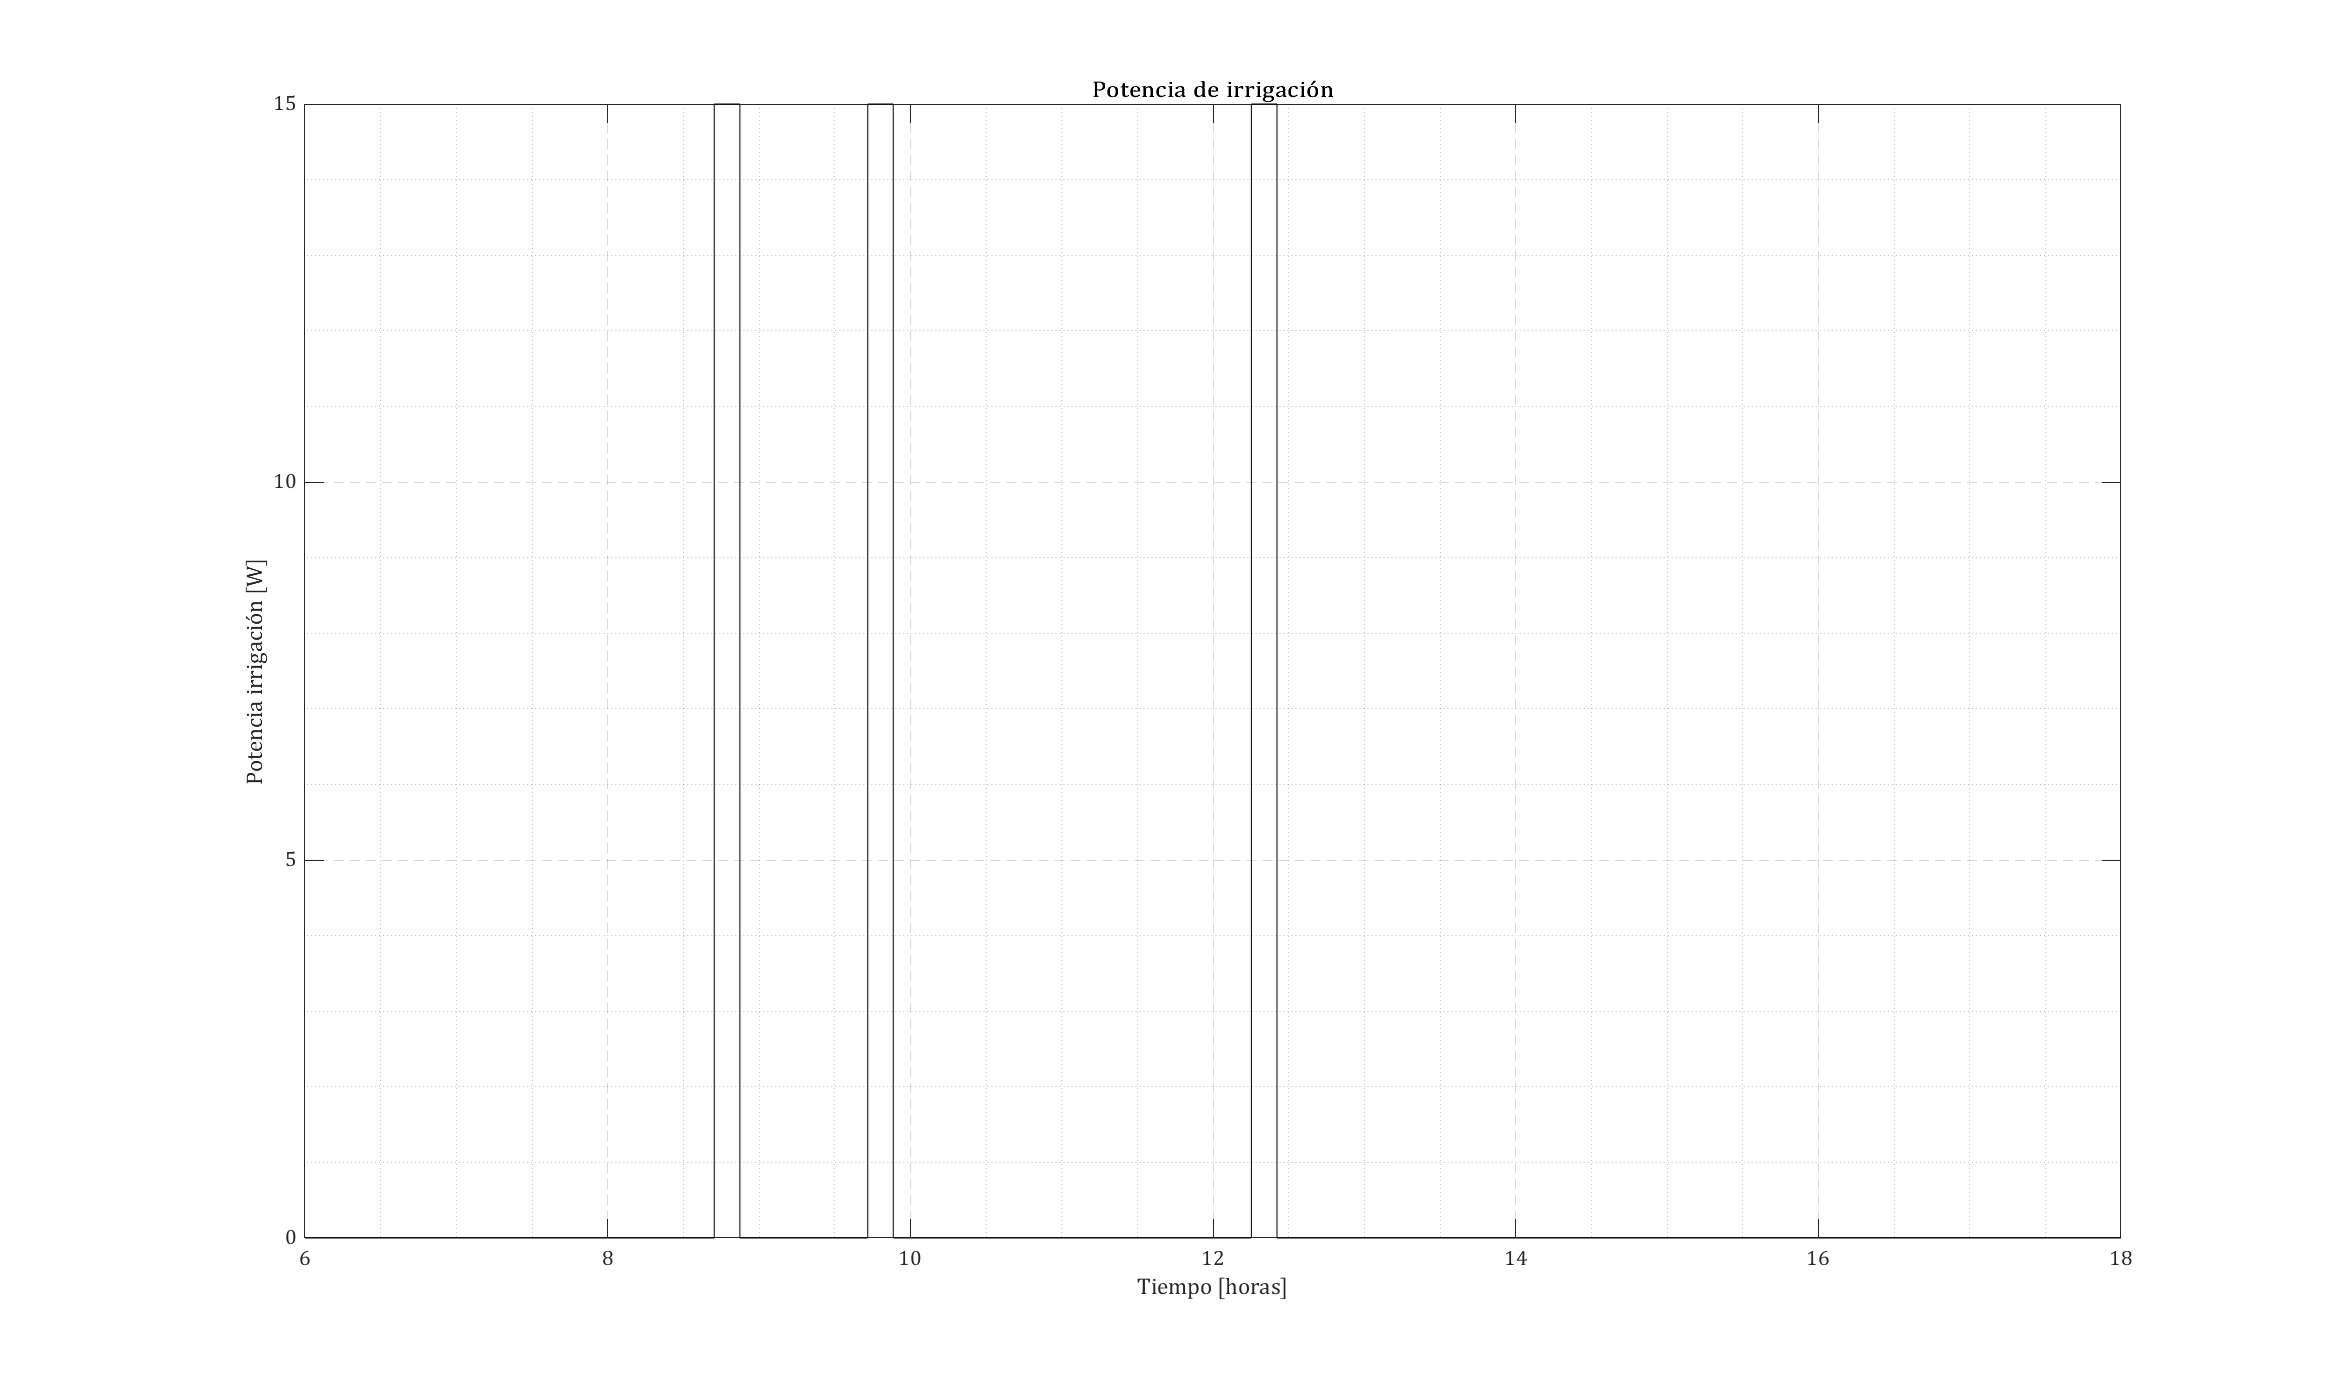 Potencia de irrigación
15
10
5
0
Potencia irrigación [W]
6 8 10 12 14 16 18
Tiempo [horas]